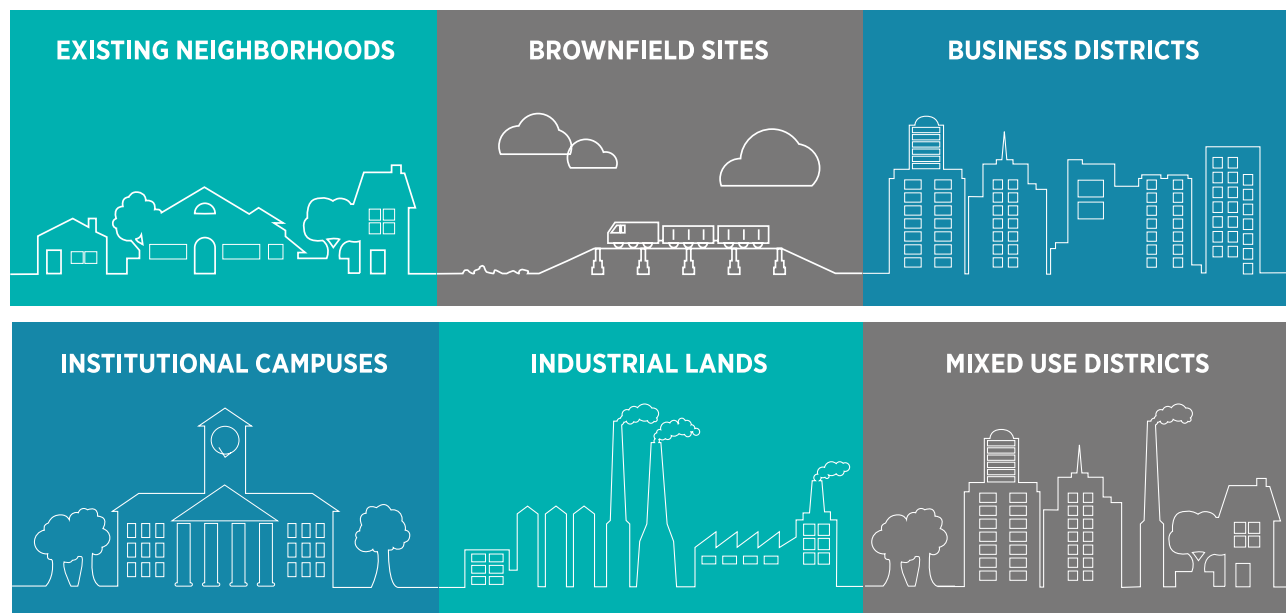 EXISTING NEIGHBORHOODS
BROWNFIELD SITES
BUSINESS DISTRICTS
INSTITUTIONAL CAMPUSES
INDUSTRIAL LANDS
MIXED USE DISTRICTS